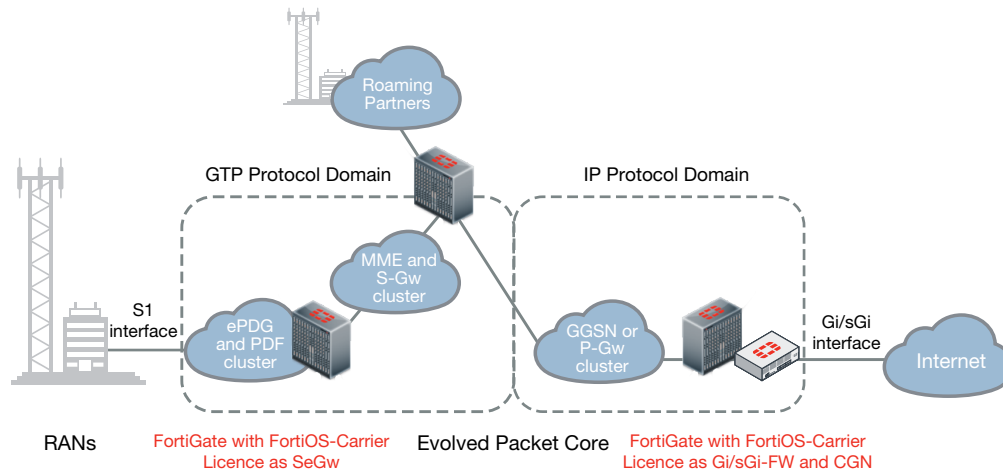 Roaming
Partners
GTP Protocol Domain
IP Protocol Domain
MME and
S-Gw
cluster
S1
interface
ePDG
and PDF
cluster
GGSN or
P-Gw
cluster
Gi/sGi
interface
Internet
RANs
FortiGate with FortiOS-Carrier
Licence as SeGw
Evolved Packet Core
FortiGate with FortiOS-Carrier
Licence as Gi/sGi-FW and CGN